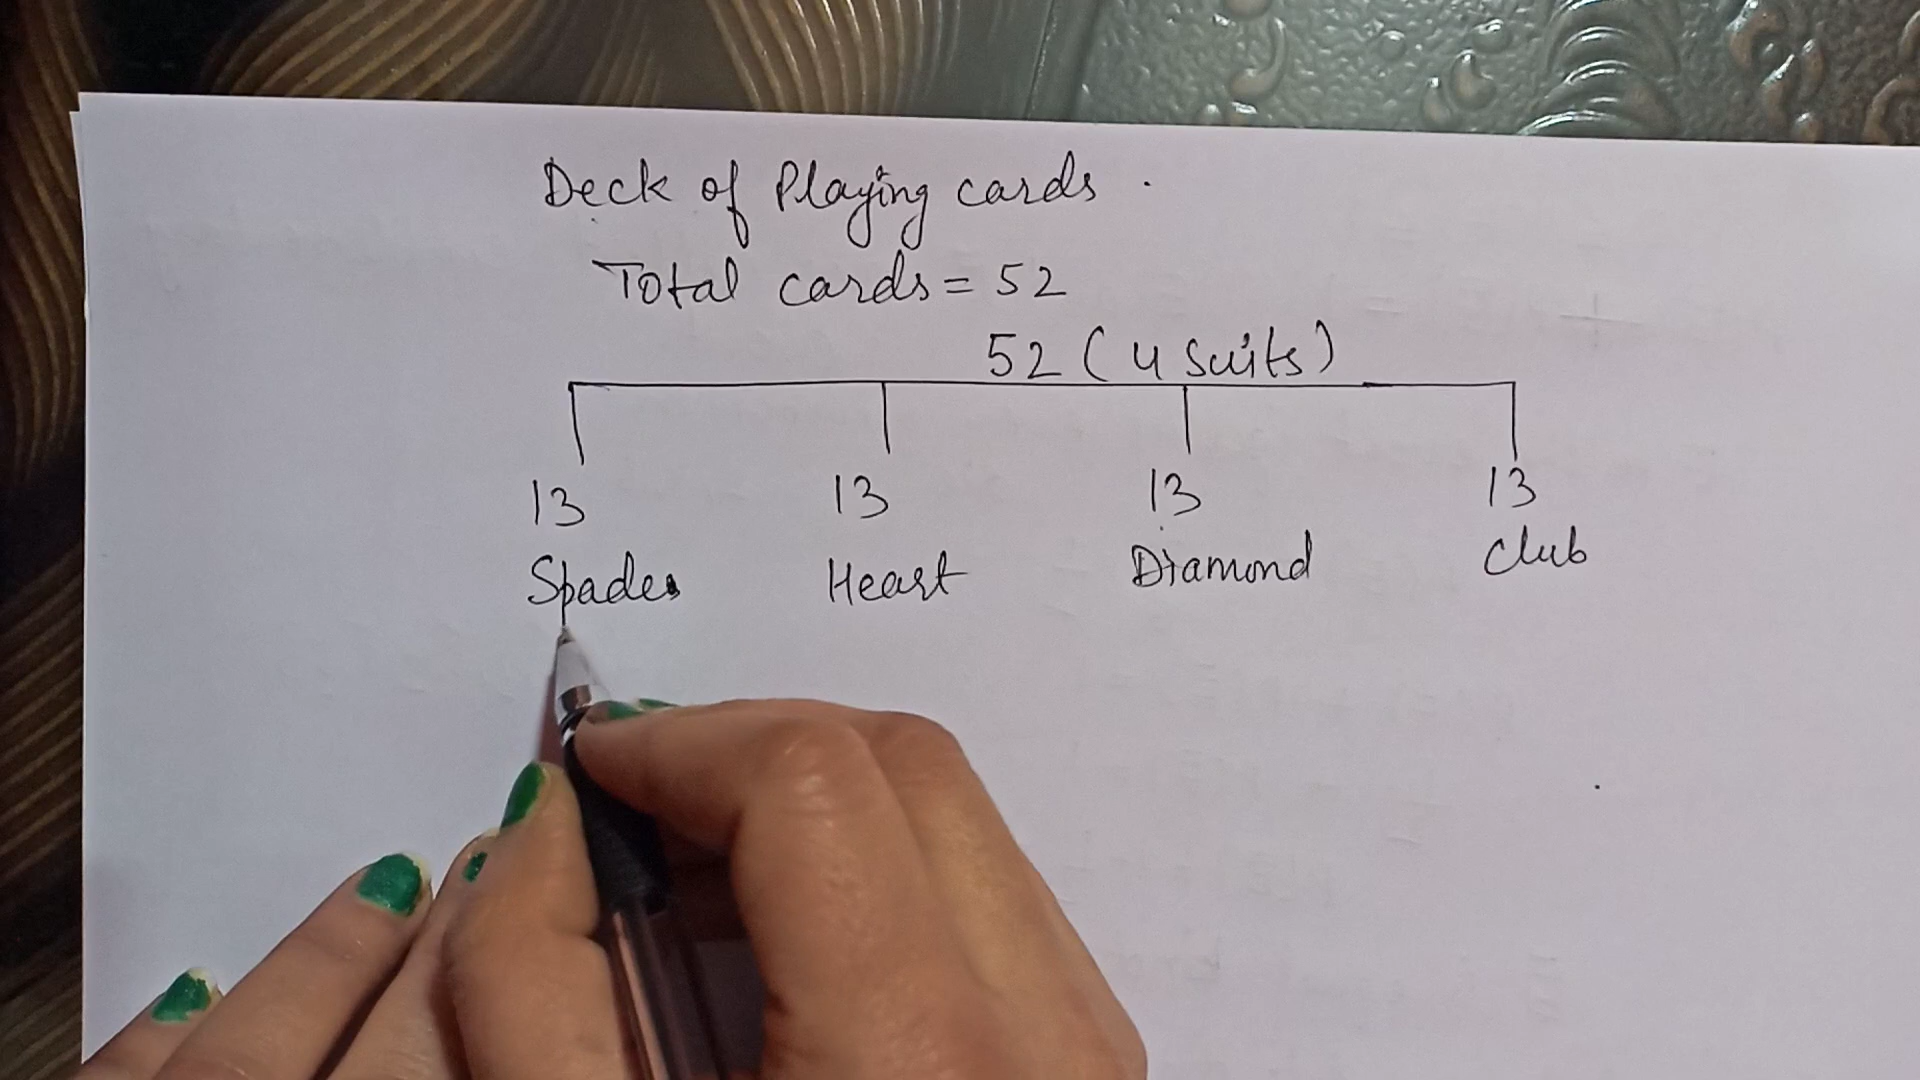 Deck of Playing cards .
Total cards = 52
52 ( 4 suits )
13 13 13 13
Spades Heart Diamond Club